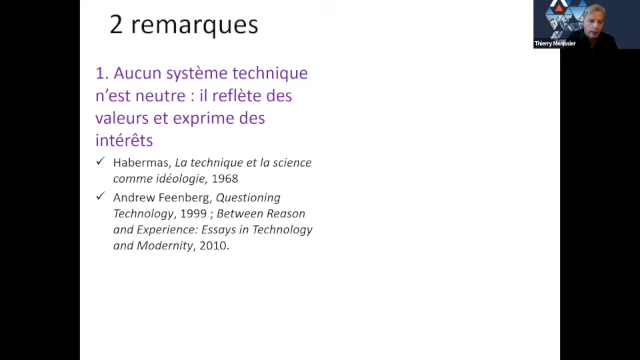 2 remarques
Thierry Ménissier
1. Aucun système technique
n'est neutre : il reflète des
valeurs et exprime des
intérêts
✓ Habermas, La technique et la science
comme idéologie, 1968
✓ Andrew Feenberg, Questioning
Technology, 1999 ; Between Reason
and Experience: Essays in Technology
and Modernity, 2010.